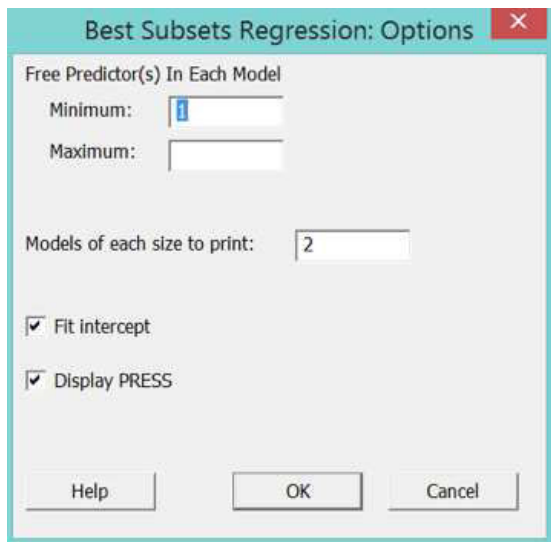 Best Subsets Regression: Options
Free Predictor(s) In Each Model
Minimum: 1
Maximum:
Models of each size to print: 2
Fit intercept
Display PRESS
Help OK Cancel